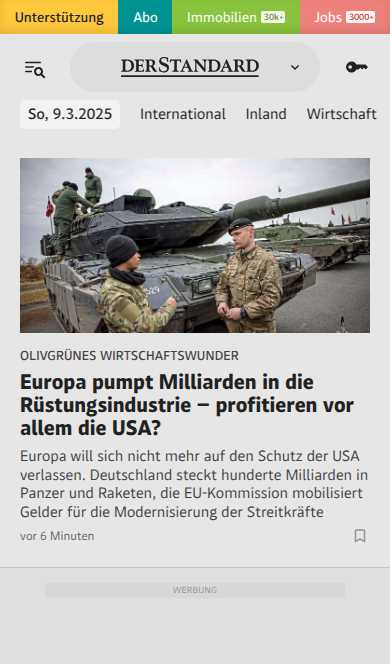 Unterstützung Abo Immobilien 30k+ Jobs 3000+
DERSTANDARD
So, 9.3.2025 International Inland Wirtschaft
OLIVGRÜNES WIRTSCHAFTSWUNDER
Europa pumpt Milliarden in die
Rüstungsindustrie – profitieren vor
allem die USA?
Europa will sich nicht mehr auf den Schutz der USA
verlassen. Deutschland steckt hunderte Milliarden in
Panzer und Raketen, die EU-Kommission mobilisiert
Gelder für die Modernisierung der Streitkräfte
vor 6 Minuten
WERBUNG